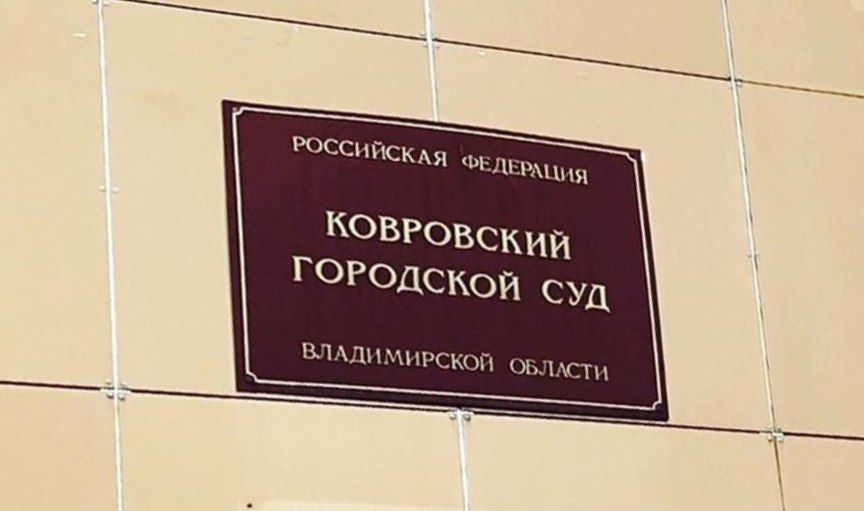 РОССИЙСКАЯ ФЕДЕРАЦИЯ
КОВРОВСКИЙ
ГОРОДСКОЙ СУД
ВЛАДИМИРСКОЙ ОБЛАСТИ